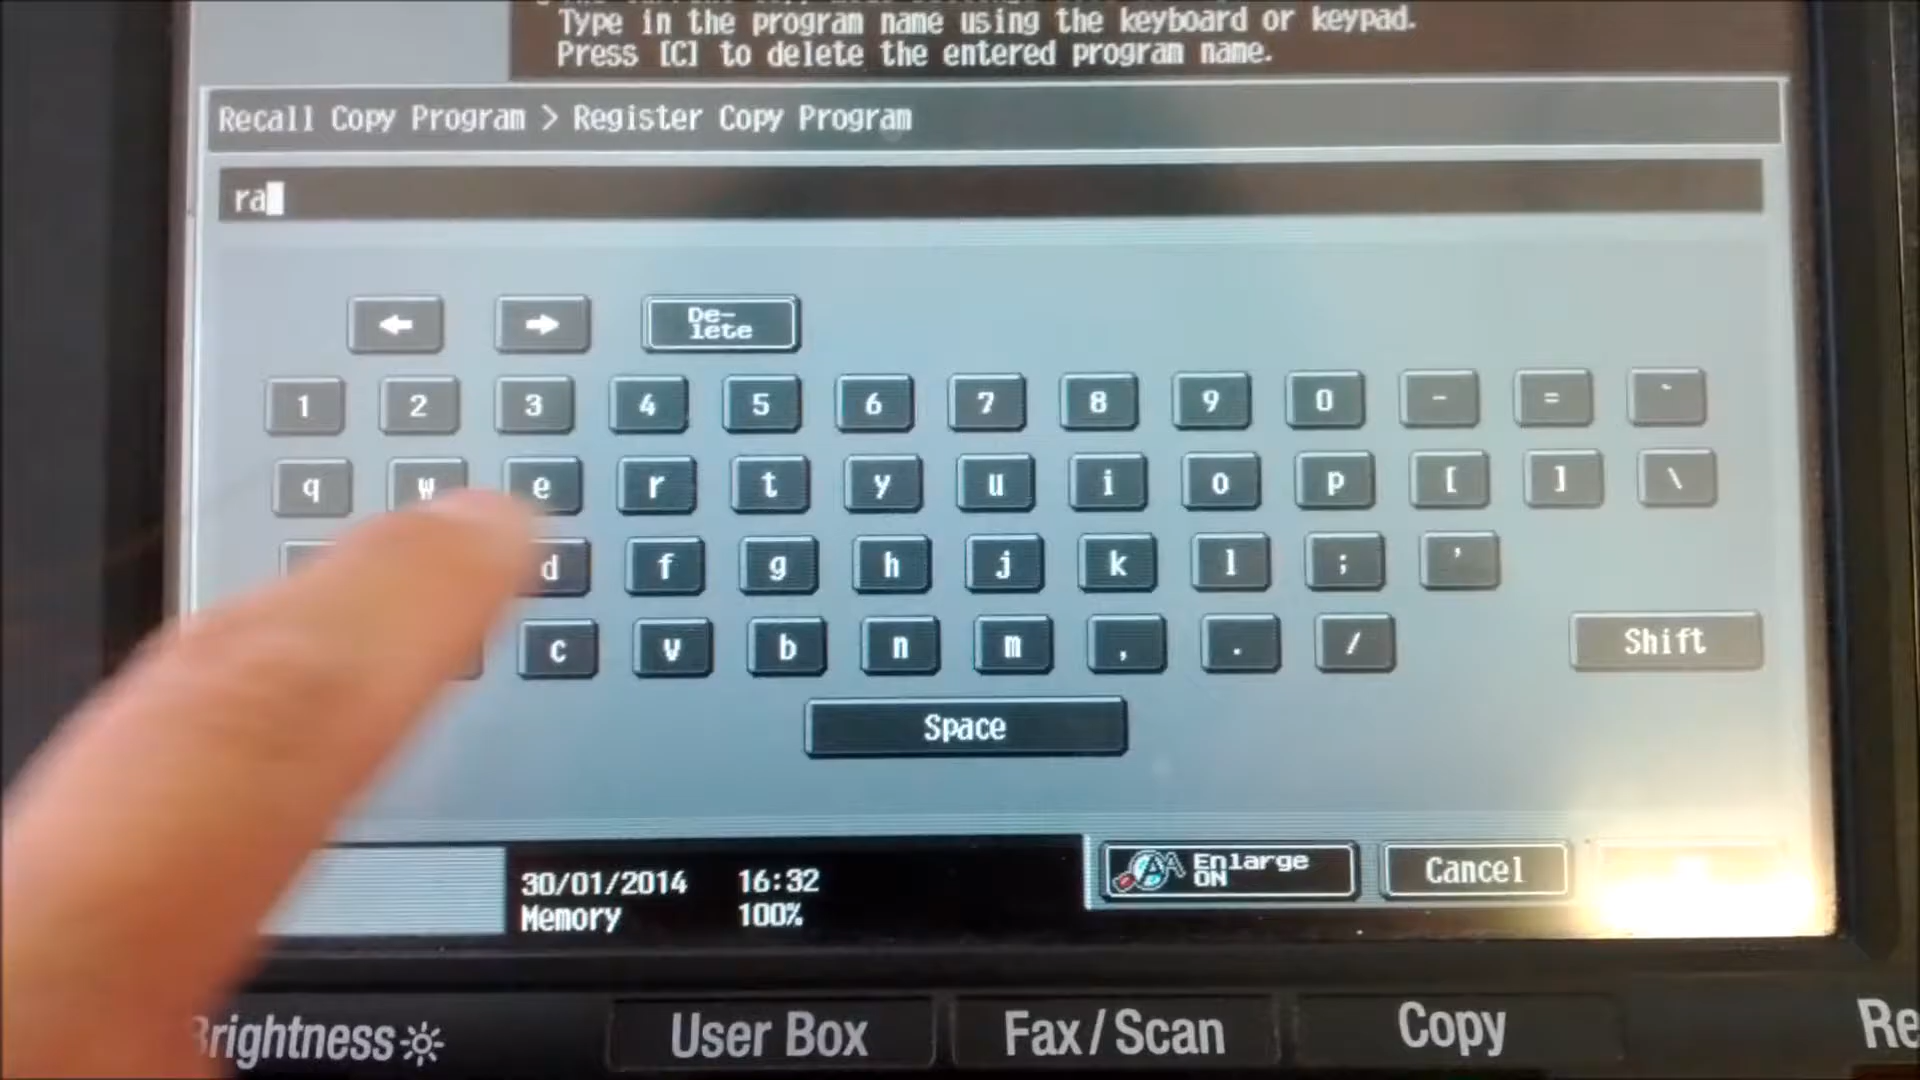 Type in the program name using the keyboard or keypad.
Press [C] to delete the entered program name.
Recall Copy Program > Register Copy Program
ra
De-
lete
1 2 3 4 5 6 7 8 9 0 - = `
q w e r t y u i o p [ ] \
d f g h j k l ; '
c v b n m , . / Shift
Space
30/01/2014 16:32
Memory 100%
Enlarge
ON
Cancel
Brightness
User Box
Fax/Scan
Copy
Re